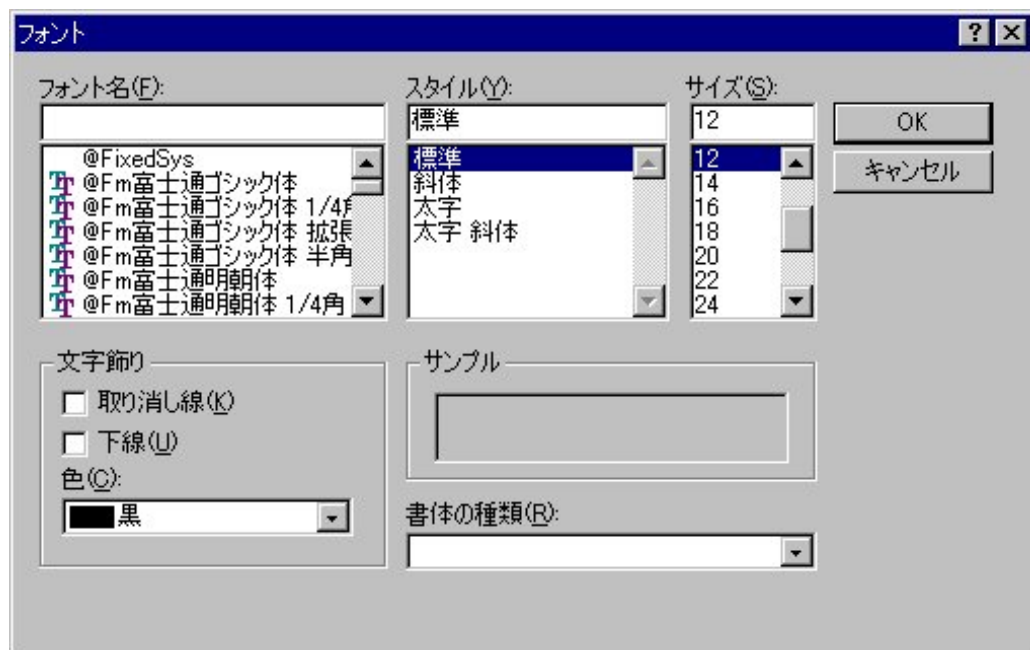 フォント
フォント名(F):
スタイル(Y):
標準
サイズ(S):
12
OK
キャンセル
@FixedSys
@Fm富士通ゴシック体
@Fm富士通ゴシック体 1/4角
@Fm富士通ゴシック体 拡張
@Fm富士通ゴシック体 半角
@Fm富士通明朝体
@Fm富士通明朝体 1/4角
標準
斜体
太字
太字 斜体
12
14
16
18
20
22
24
文字飾り
取り消し線(K)
下線(U)
色(C):
黒
サンプル
書体の種類(R):